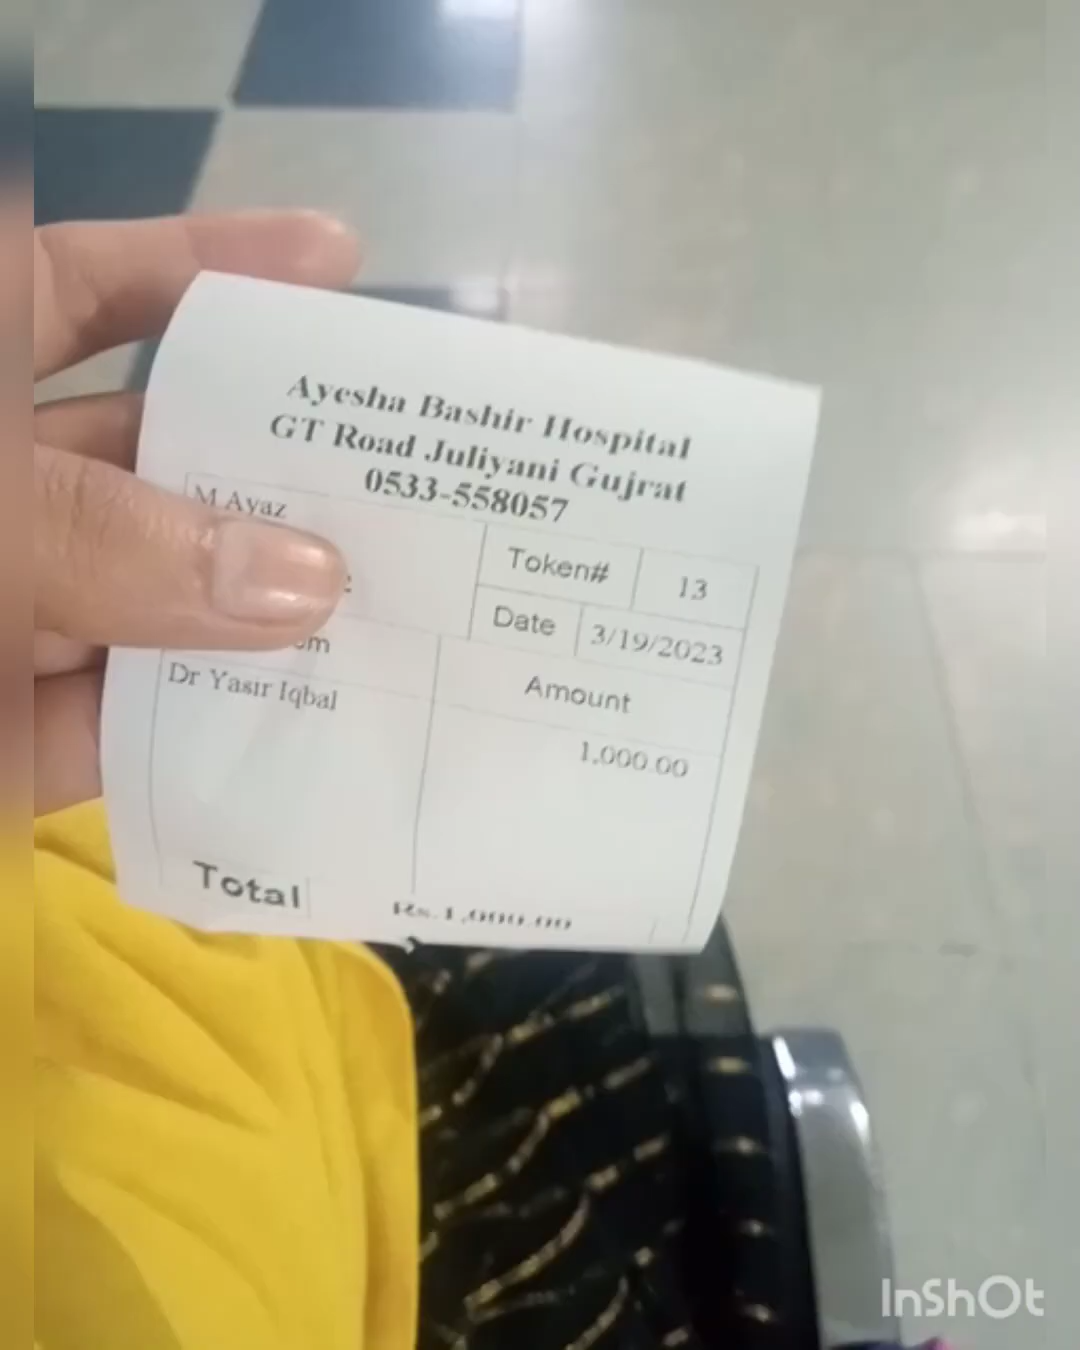 Ayesha Bashir Hospital
GT Road Juliyani Gujrat
0533-558057
M Ayaz
Token# 13
Date 3/19/2023
Amount
Dr Yasir Iqbal 1,000.00
Total Rs.1,000.00
InShOt